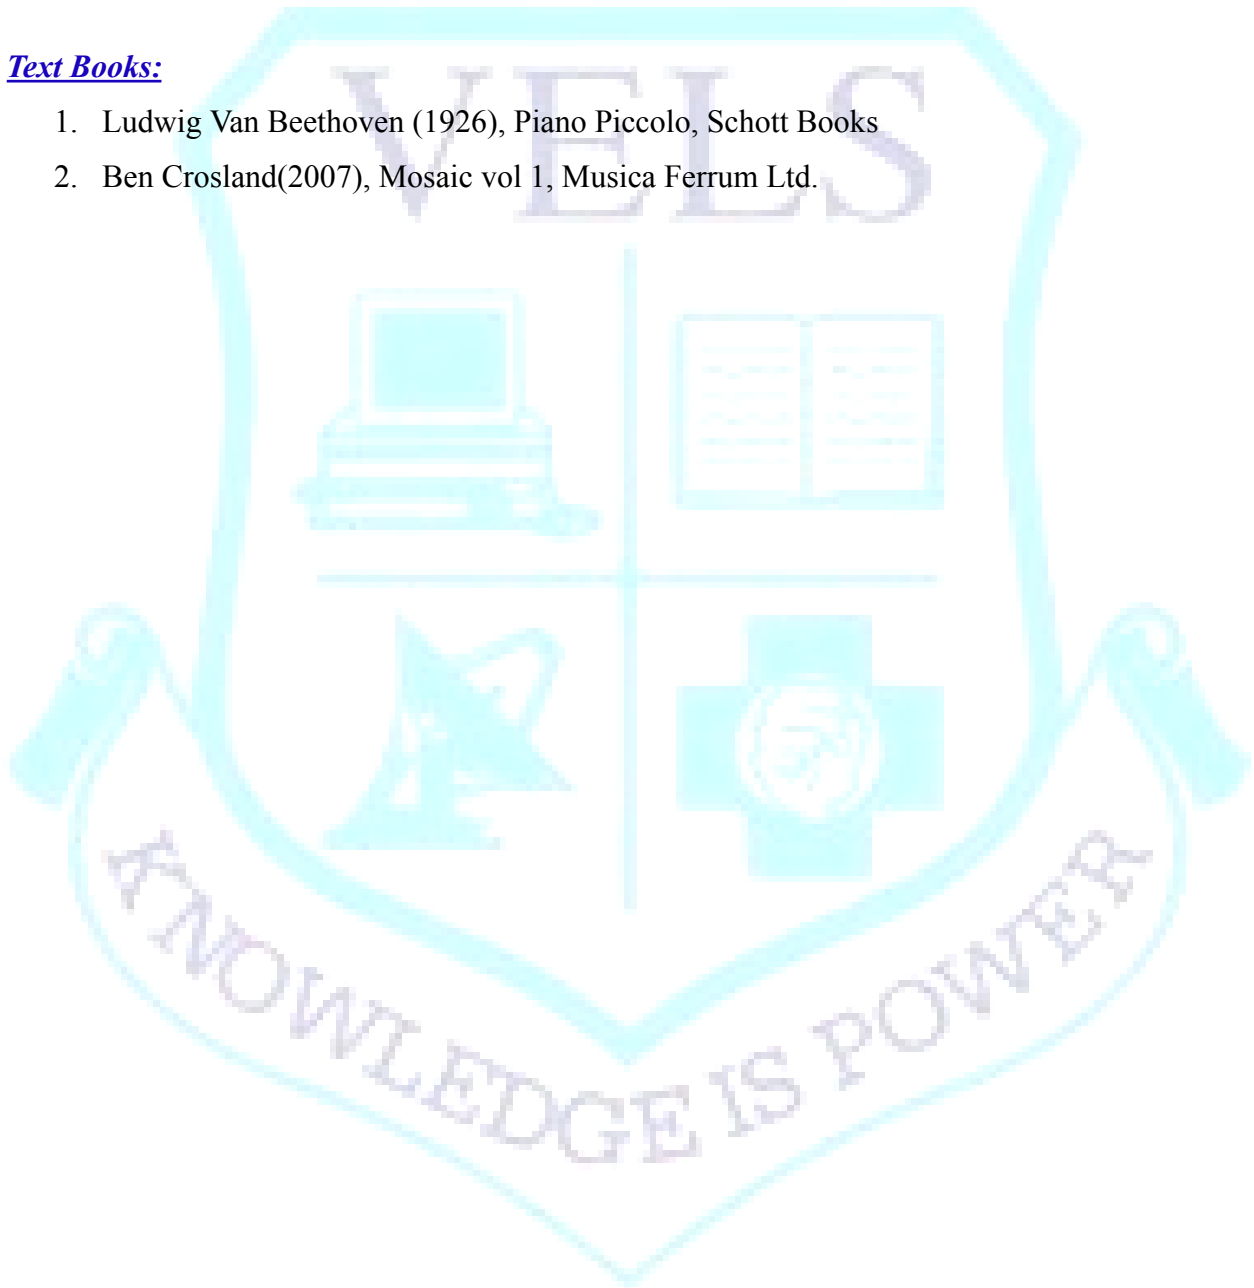 Text Books:
1. Ludwig Van Beethoven (1926), Piano Piccolo, Schott Books
2. Ben Crosland(2007), Mosaic vol 1, Musica Ferrum Ltd.
VELS
KNOWLEDGE IS POWER